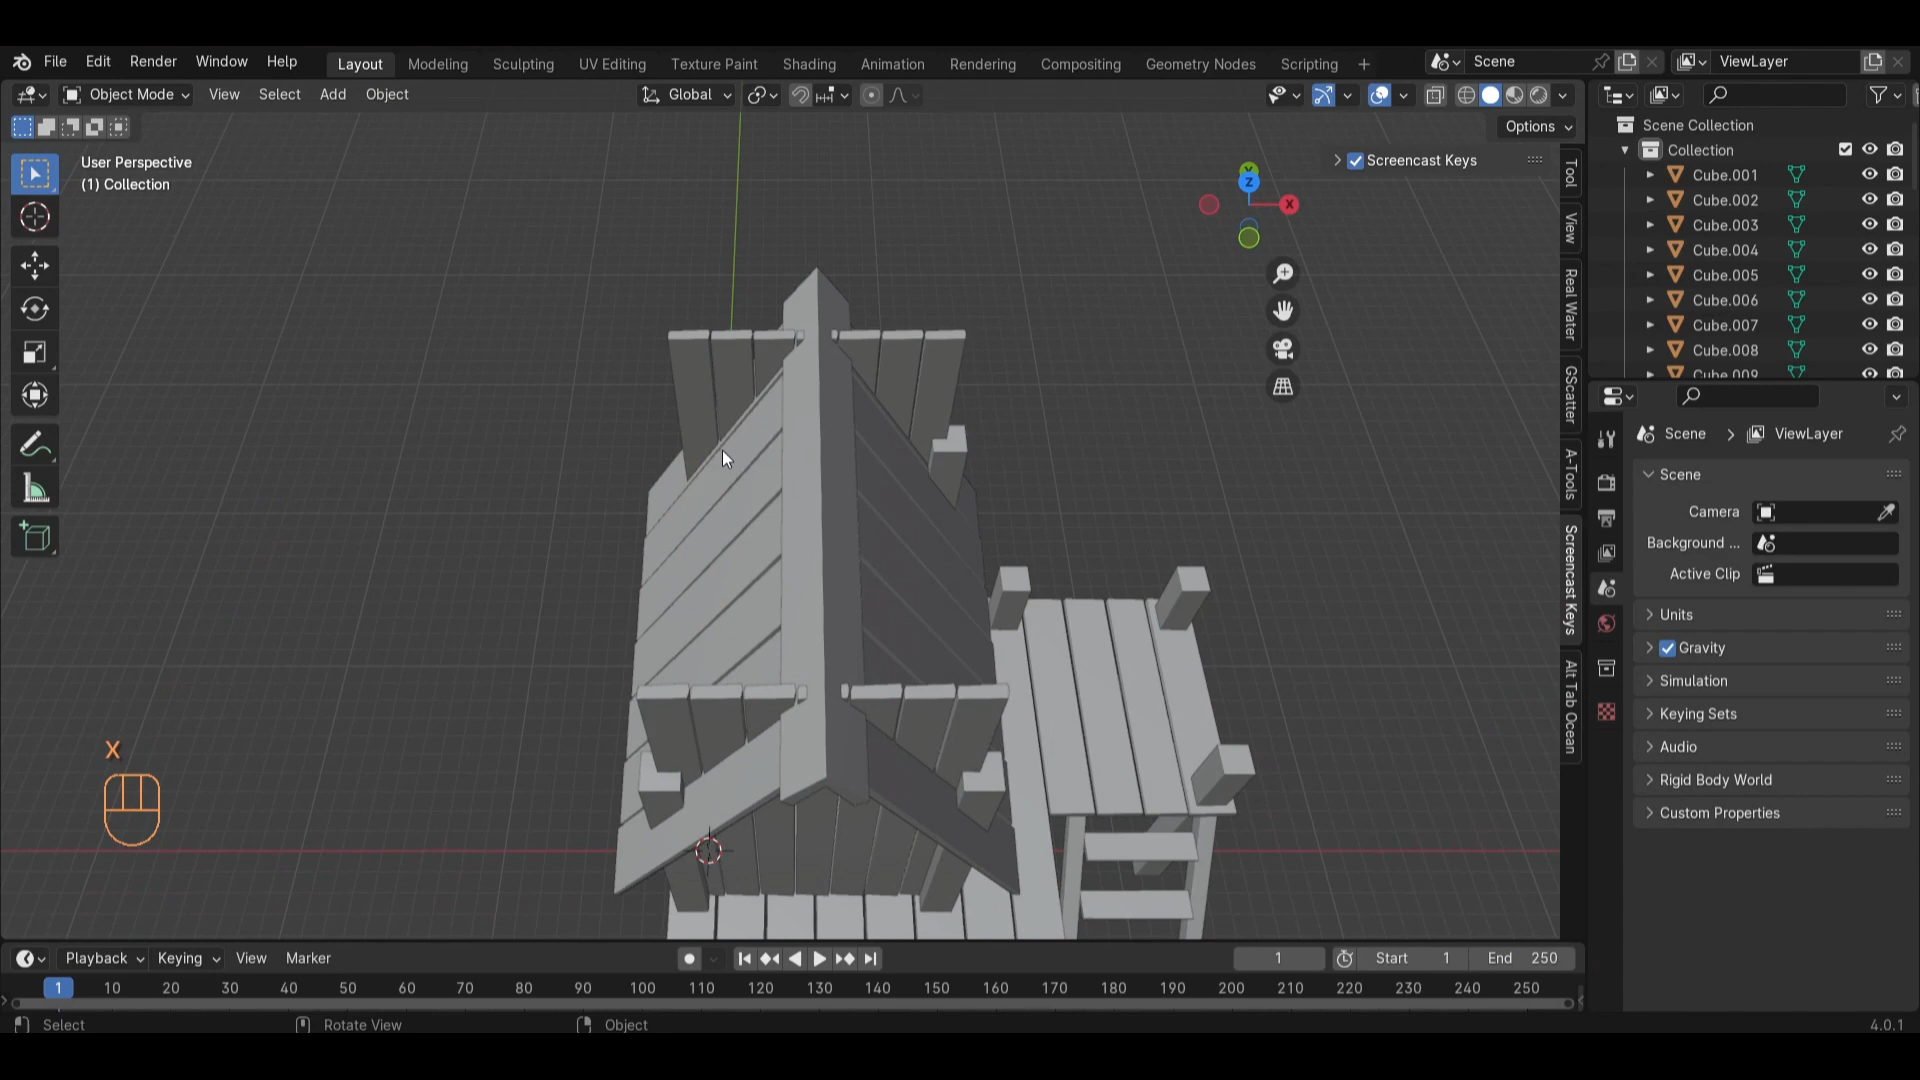 File Edit Render Window Help Layout Modeling Sculpting UV Editing Texture Paint Shading Animation Rendering Compositing Geometry Nodes Scripting + Scene ViewLayer
Object Mode View Select Add Object Global
Options
User Perspective
(1) Collection
Screencast Keys
Z
X
Tool
View
Real Water
GScatter
A-Tools
Screencast Keys
Alt Tab Ocean
X
Scene Collection
Collection
Cube.001
Cube.002
Cube.003
Cube.004
Cube.005
Cube.006
Cube.007
Cube.008
Cube.009
Scene ViewLayer
Scene
Camera
Background ...
Active Clip
Units
Gravity
Simulation
Keying Sets
Audio
Rigid Body World
Custom Properties
Playback Keying View Marker 1 Start 1 End 250
1 10 20 30 40 50 60 70 80 90 100 110 120 130 140 150 160 170 180 190 200 210 220 230 240 250
Select Rotate View Object 4.0.1